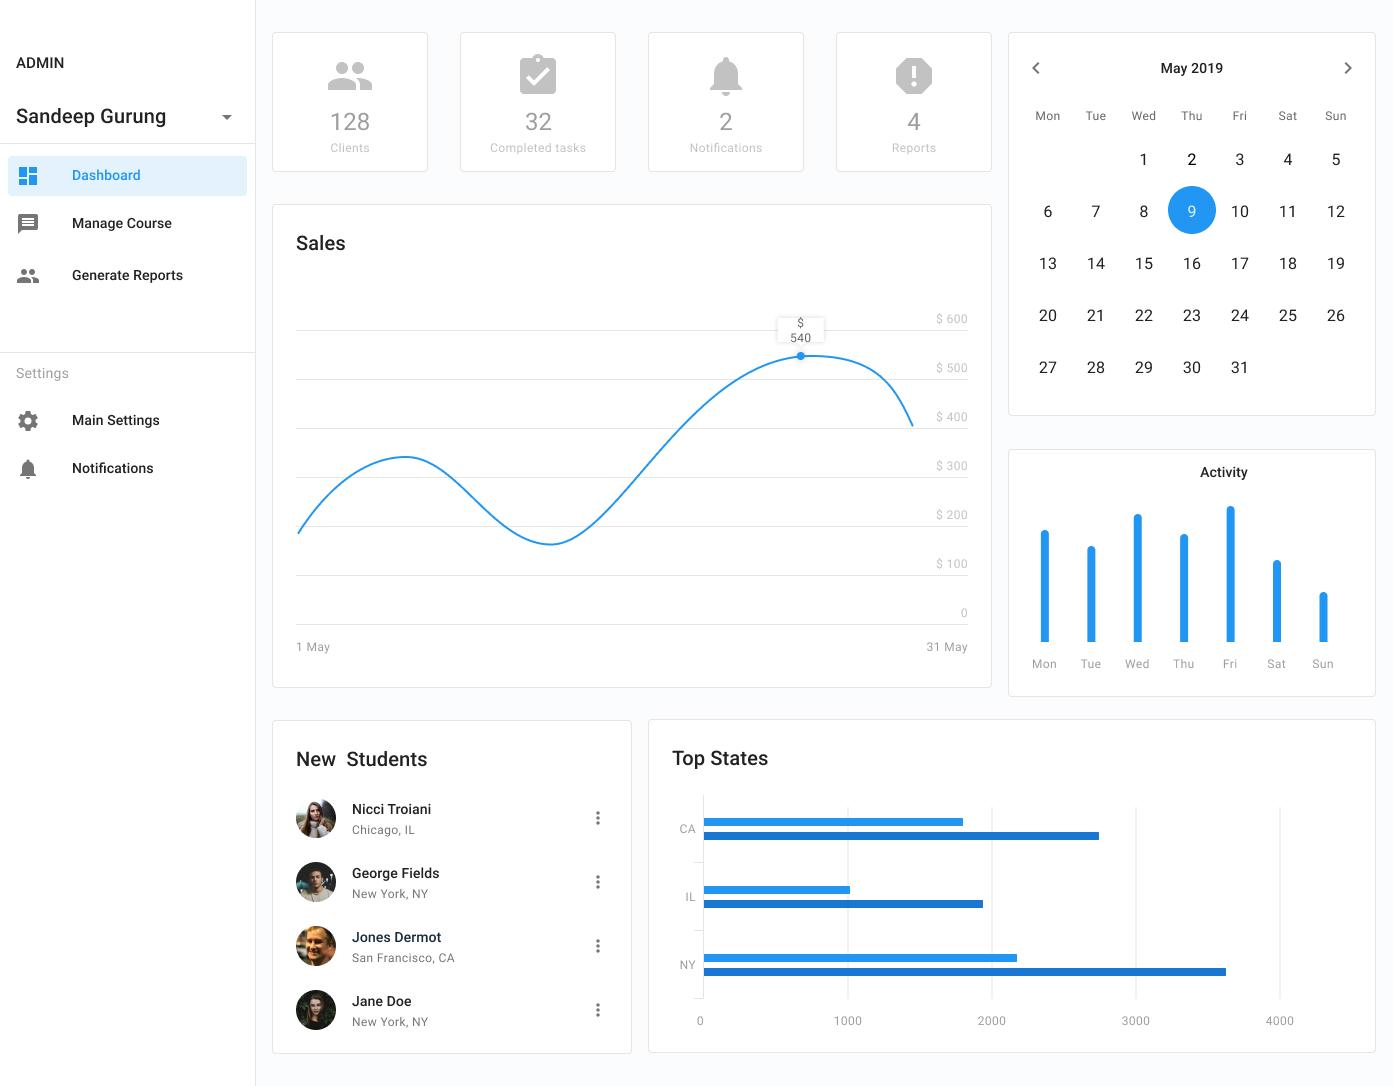 ADMIN
Sandeep Gurung
Dashboard
Manage Course
Generate Reports
Settings
Main Settings
Notifications
128
Clients
32
Completed tasks
2
Notifications
4
Reports
Sales
$ 600
$
540
$ 500
$ 400
$ 300
$ 200
$ 100
0
1 May 31 May
May 2019
Mon Tue Wed Thu Fri Sat Sun
1 2 3 4 5
6 7 8 9 10 11 12
13 14 15 16 17 18 19
20 21 22 23 24 25 26
27 28 29 30 31
Activity
Mon Tue Wed Thu Fri Sat Sun
New Students
Nicci Troiani
Chicago, IL
George Fields
New York, NY
Jones Dermot
San Francisco, CA
Jane Doe
New York, NY
Top States
CA
IL
NY
0 1000 2000 3000 4000